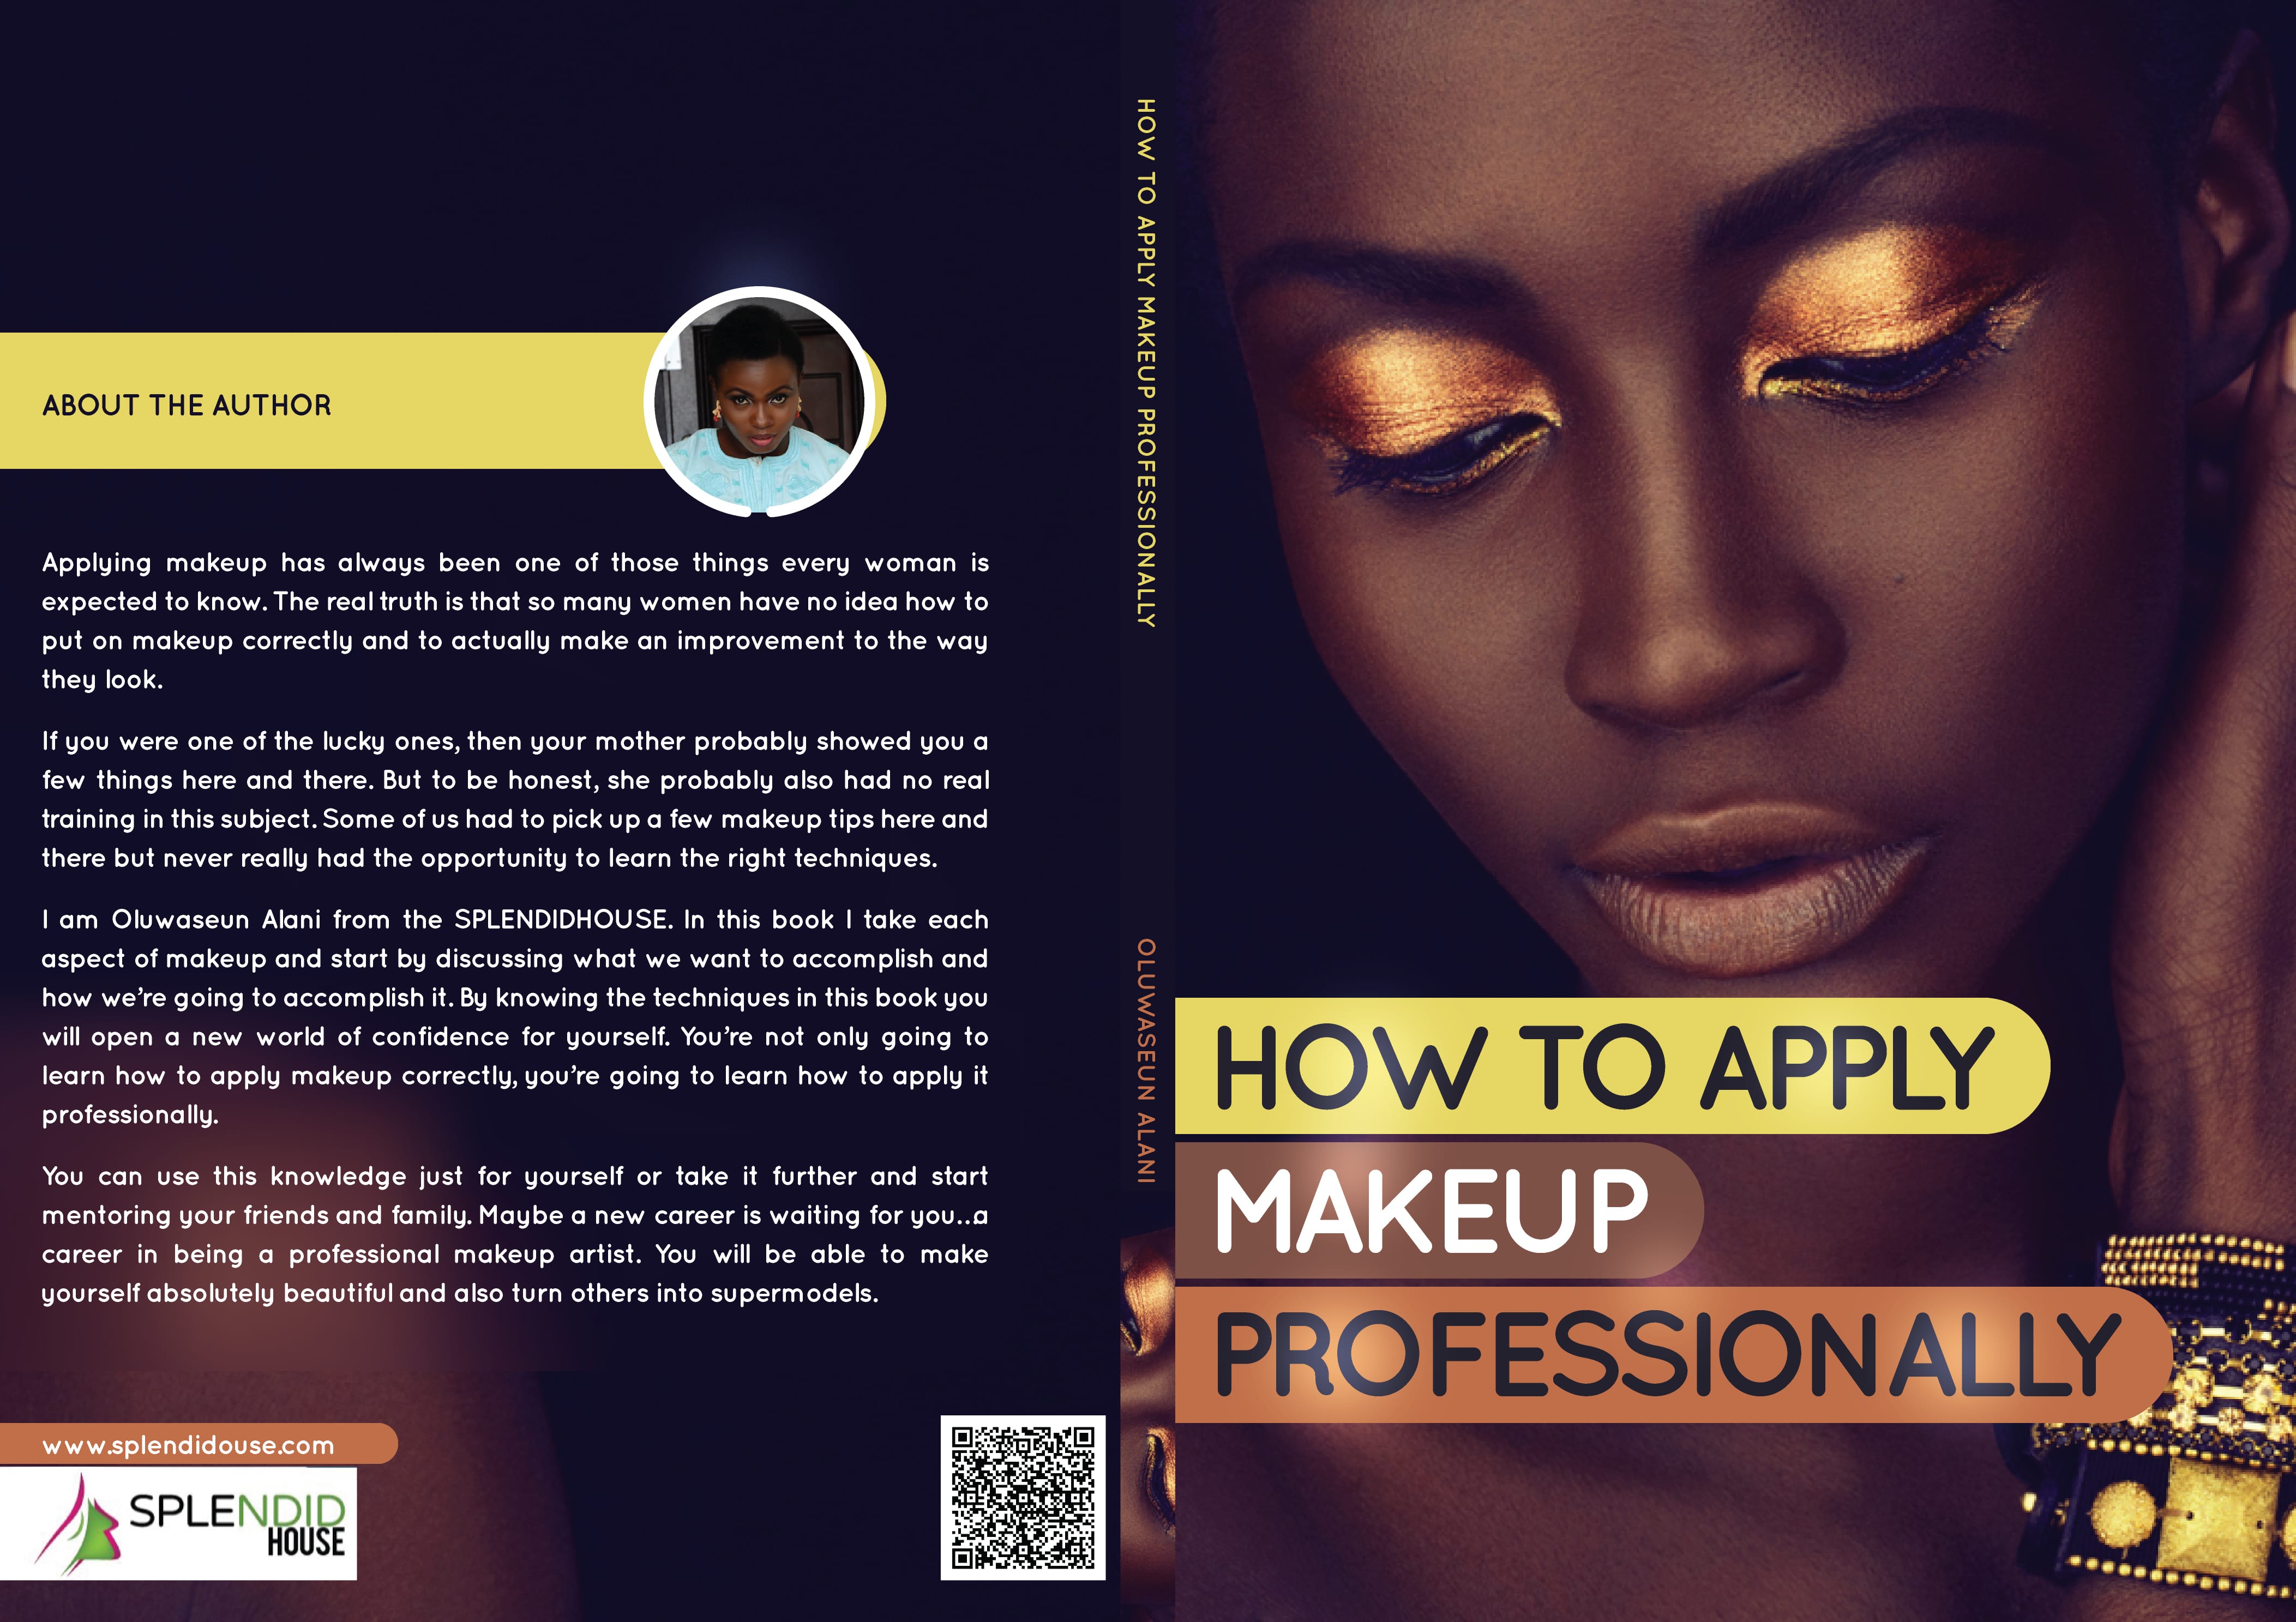 ABOUT THE AUTHOR
Applying makeup has always been one of those things every woman is
expected to know. The real truth is that so many women have no idea how to
put on makeup correctly and to actually make an improvement to the way
they look.
If you were one of the lucky ones, then your mother probably showed you a
few things here and there. But to be honest, she probably also had no real
training in this subject. Some of us had to pick up a few makeup tips here and
there but never really had the opportunity to learn the right techniques.
I am Oluwaseun Alani from the SPLENDIDHOUSE. In this book I take each
aspect of makeup and start by discussing what we want to accomplish and
how we’re going to accomplish it. By knowing the techniques in this book you
will open a new world of confidence for yourself. You’re not only going to
learn how to apply makeup correctly, you’re going to learn how to apply it
professionally.
You can use this knowledge just for yourself or take it further and start
mentoring your friends and family. Maybe a new career is waiting for you...a
career in being a professional makeup artist. You will be able to make
yourself absolutely beautiful and also turn others into supermodels.
www.splendidouse.com
SPLENDID
HOUSE
HOW TO APPLY MAKEUP PROFESSIONALLY
OLUWASEUN ALANI
HOW TO APPLY
MAKEUP
PROFESSIONALLY